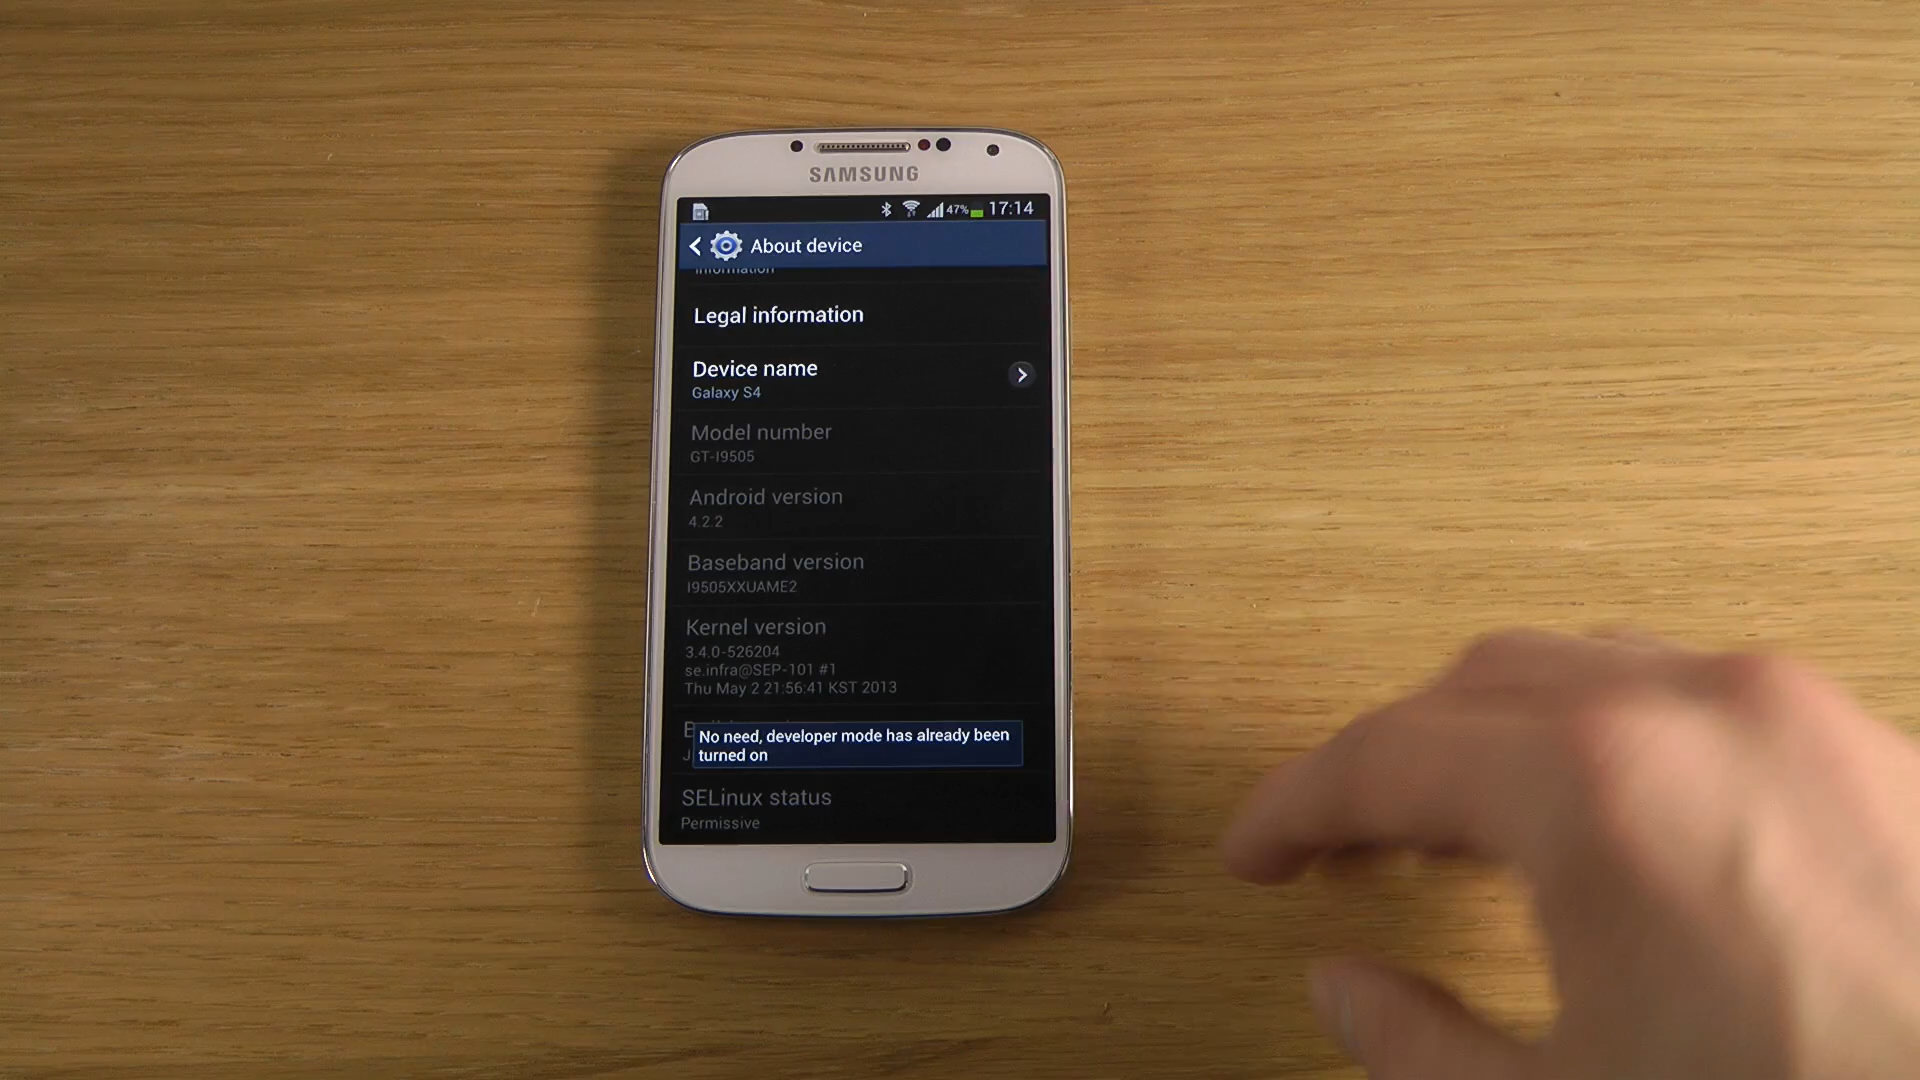 SAMSUNG
47% 17:14
About device
information
Legal information
Device name
Galaxy S4
Model number
GT-I9505
Android version
4.2.2
Baseband version
I9505XXUAME2
Kernel version
3.4.0-526204
se.infra@SEP-101 #1
Thu May 2 21:56:41 KST 2013
No need, developer mode has already been
turned on
SELinux status
Permissive